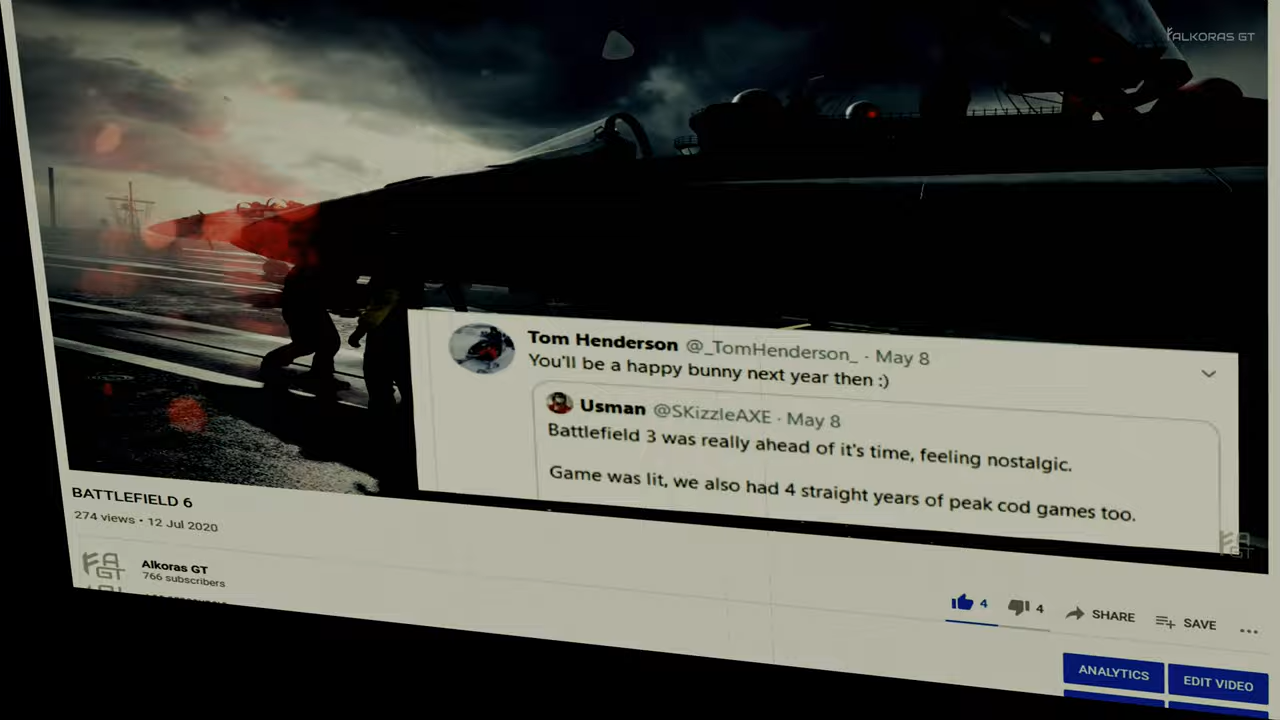 ALKORAS GT
Tom Henderson @_TomHenderson_ · May 8
You'll be a happy bunny next year then :)
Usman @SKizzleAXE · May 8
Battlefield 3 was really ahead of it's time, feeling nostalgic.
Game was lit, we also had 4 straight years of peak cod games too.
BATTLEFIELD 6
274 views • 12 Jul 2020
Alkoras GT
766 subscribers
4 4 SHARE SAVE
ANALYTICS EDIT VIDEO